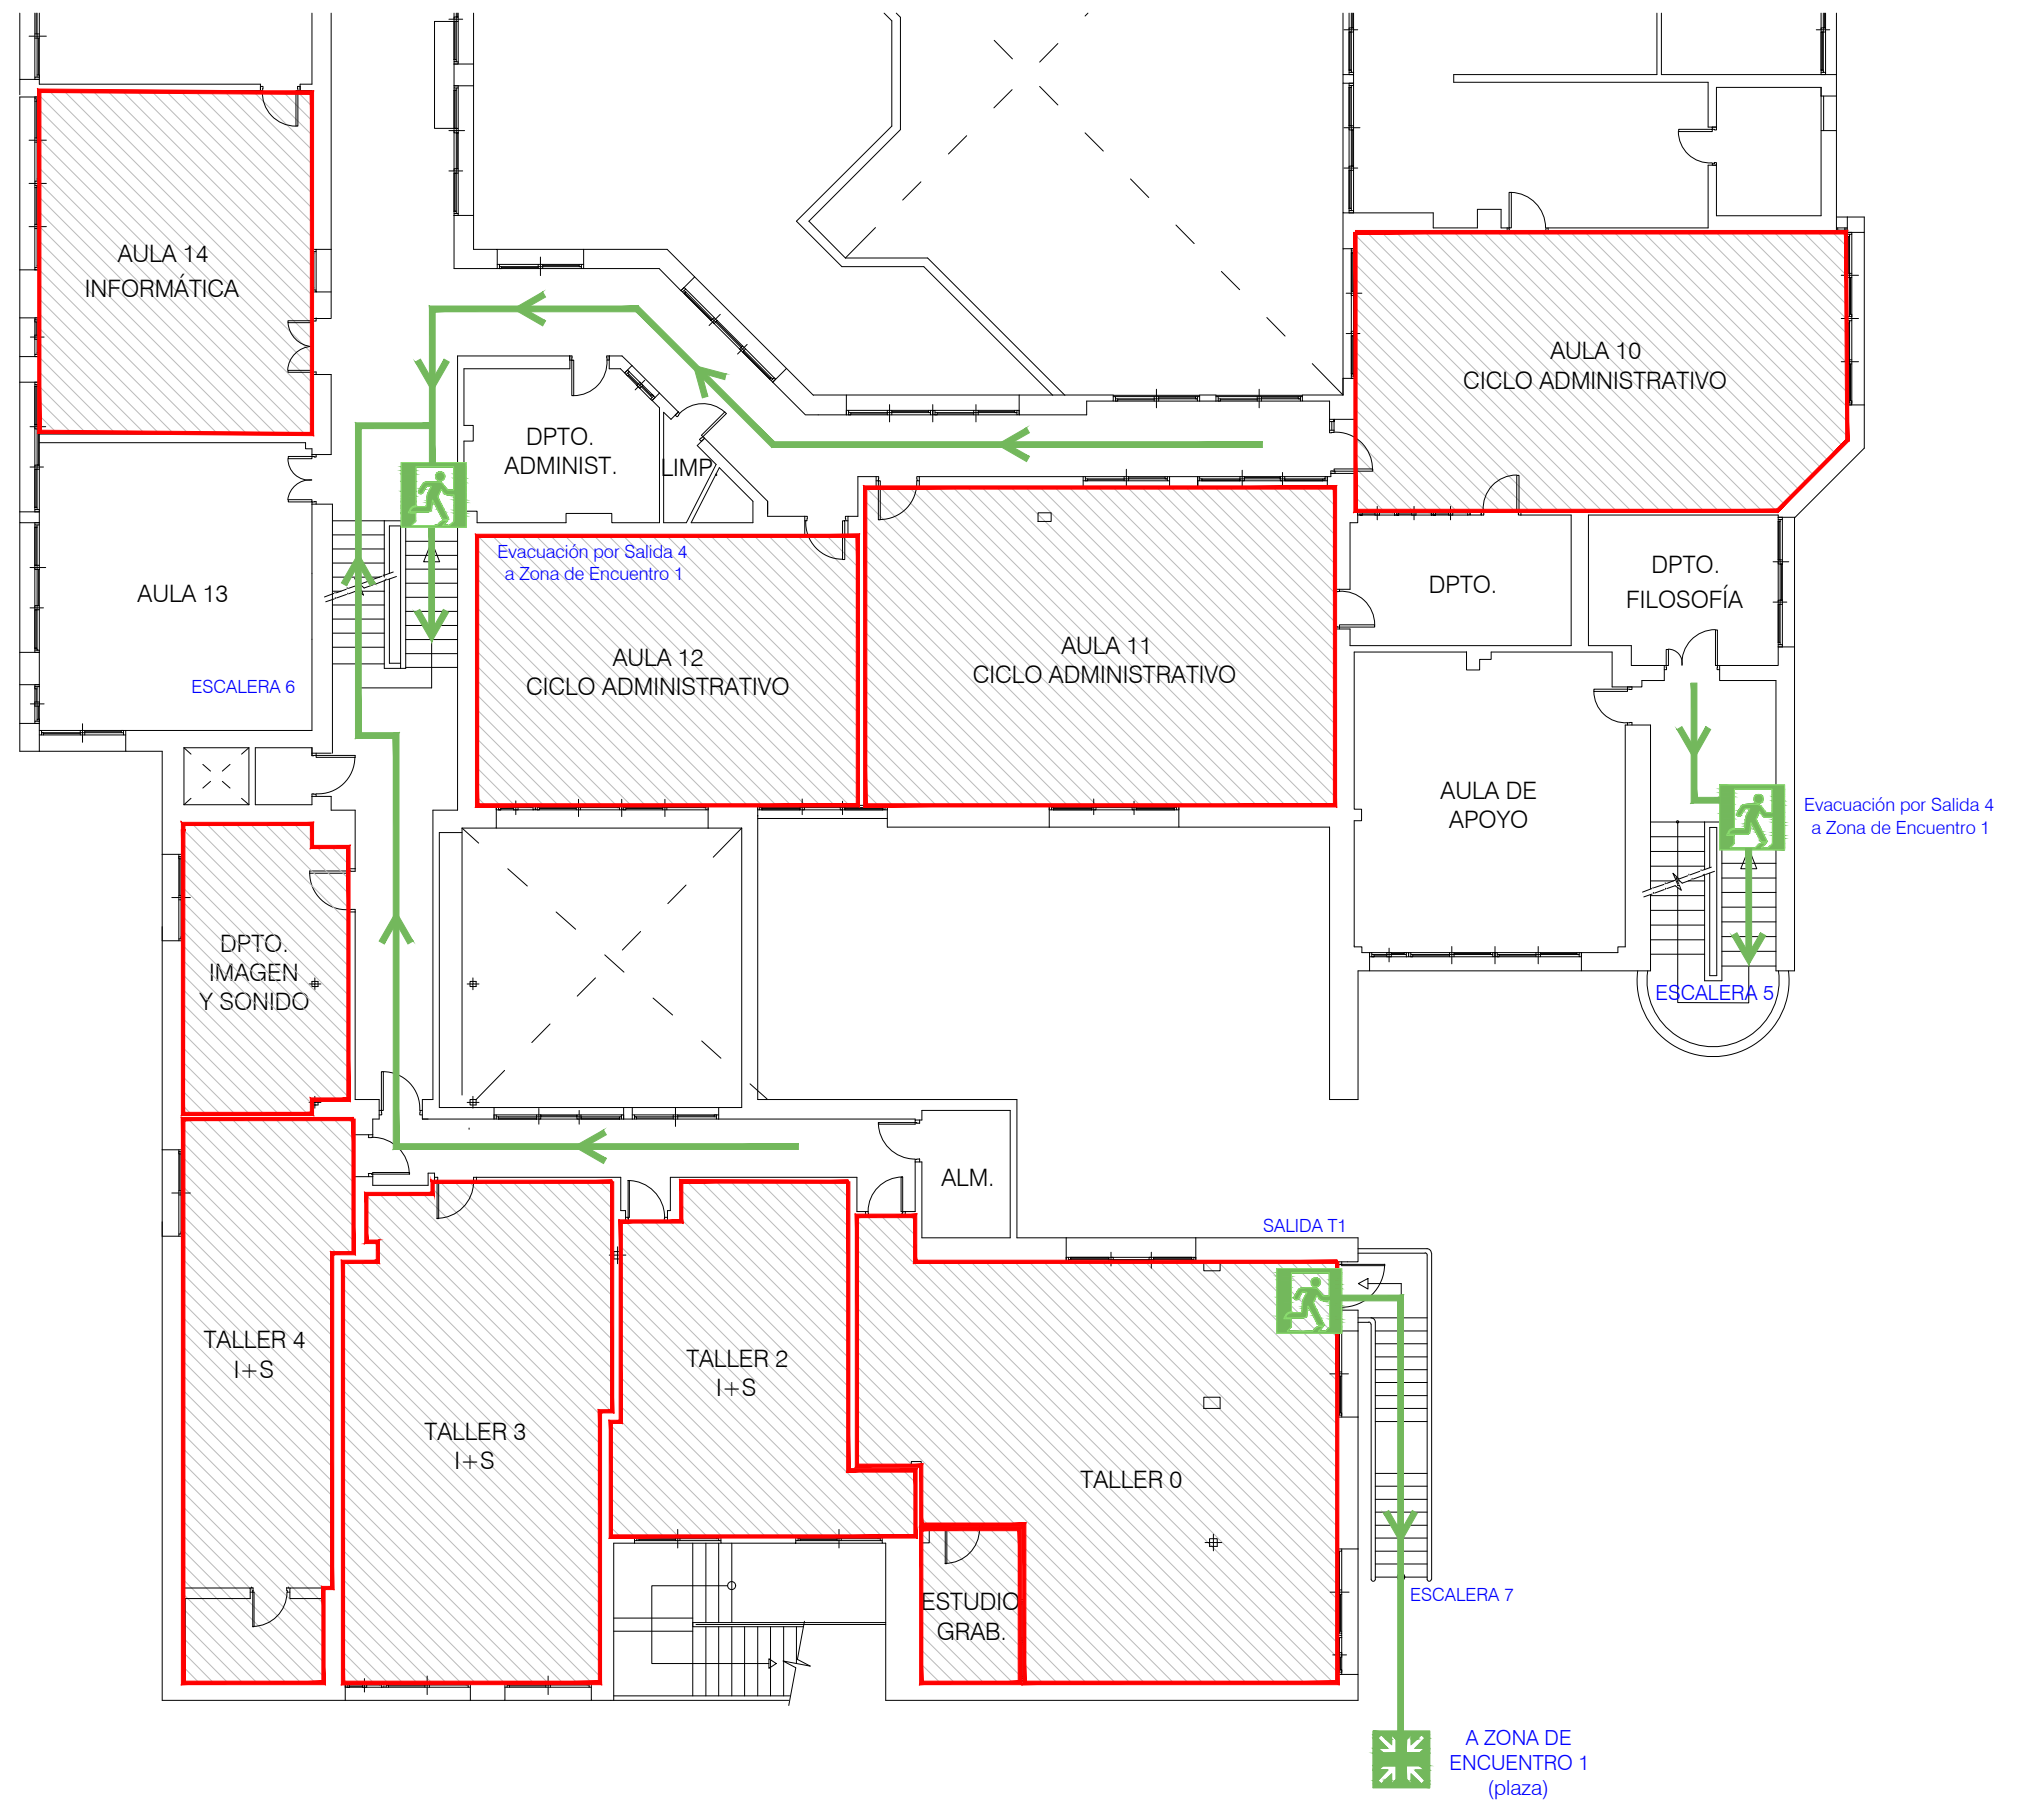 AULA 14
INFORMÁTICA
AULA 10
CICLO ADMINISTRATIVO
DPTO.
ADMINIST.
LIMP.
Evacuación por Salida 4
a Zona de Encuentro 1
AULA 13
ESCALERA 6
AULA 12
CICLO ADMINISTRATIVO
AULA 11
CICLO ADMINISTRATIVO
DPTO.
DPTO.
FILOSOFÍA
AULA DE
APOYO
Evacuación por Salida 4
a Zona de Encuentro 1
ESCALERA 5
DPTO.
IMAGEN
Y SONIDO
ALM.
SALIDA T1
TALLER 4
I+S
TALLER 3
I+S
TALLER 2
I+S
TALLER 0
ESTUDIO
GRAB.
ESCALERA 7
A ZONA DE
ENCUENTRO 1
(plaza)